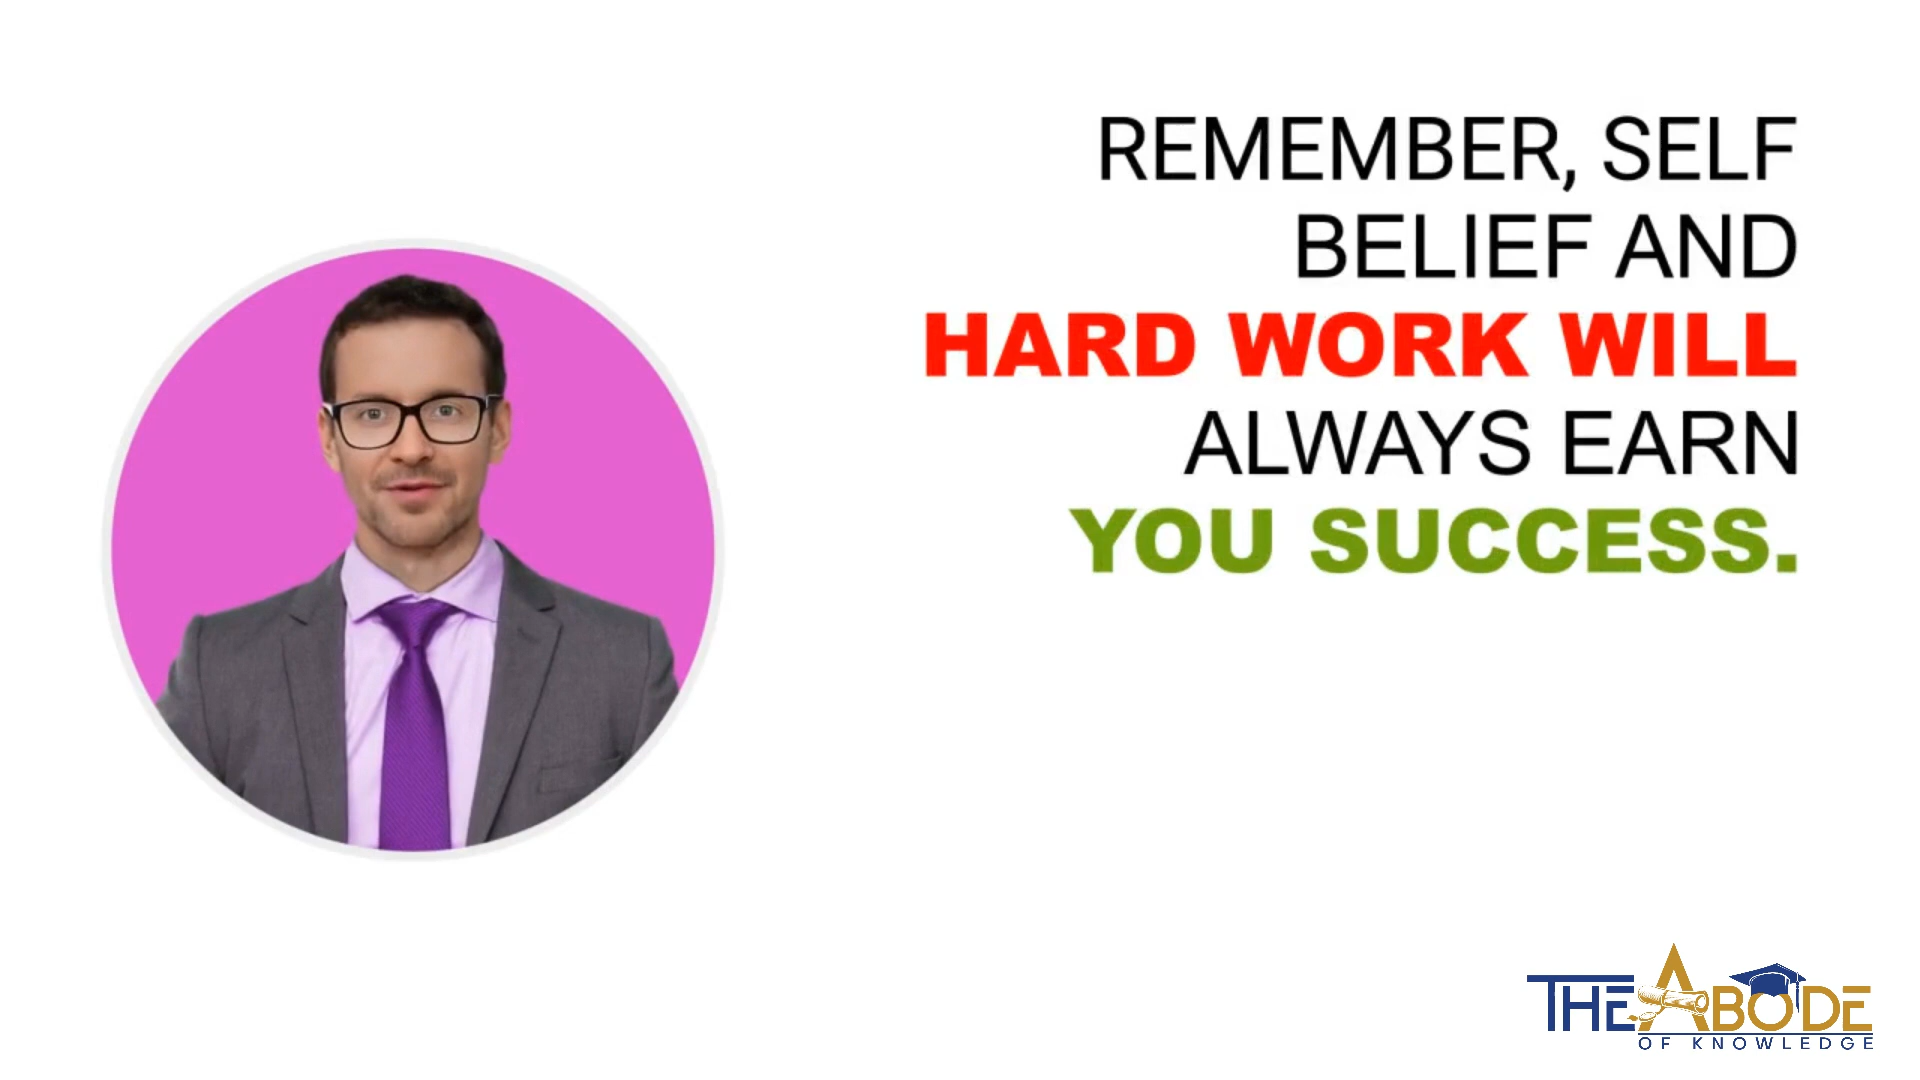 REMEMBER, SELF
BELIEF AND
HARD WORK WILL
ALWAYS EARN
YOU SUCCESS.
THE ABODE
OF KNOWLEDGE